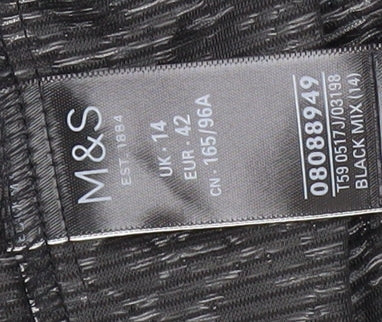 M&S
EST. 1884
UK · 14
EUR · 42
CN · 165/96A
08088949
T59 0517J/03198
BLACK MIX (14)